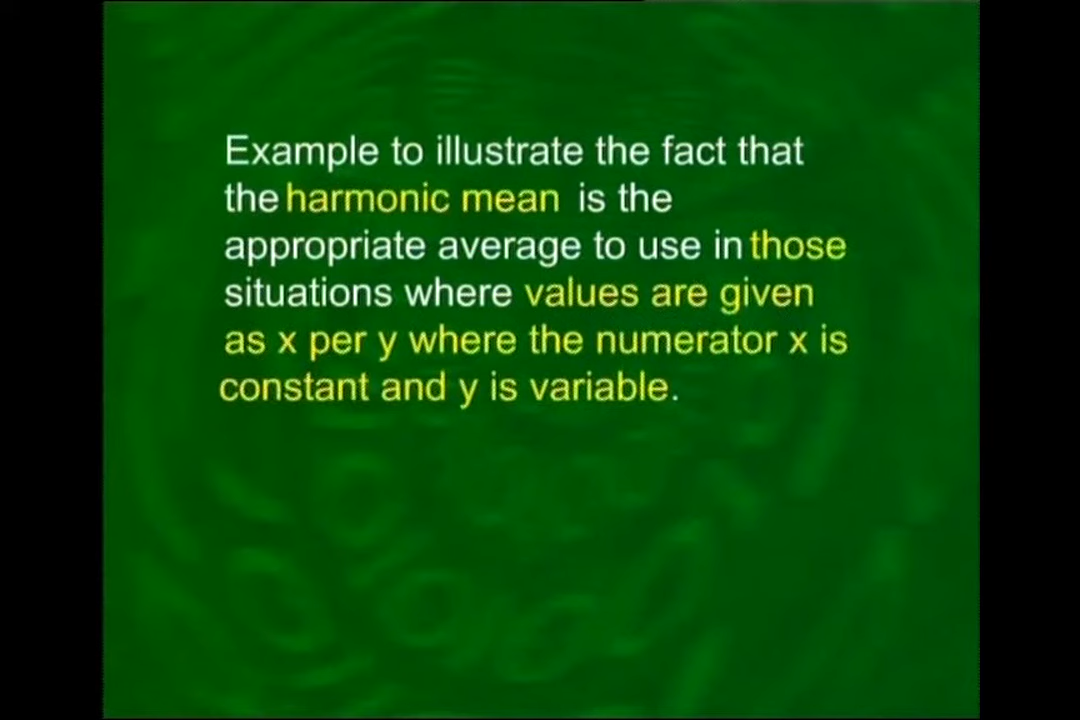 Example to illustrate the fact that
the harmonic mean is the
appropriate average to use in those
situations where values are given
as x per y where the numerator x is
constant and y is variable.